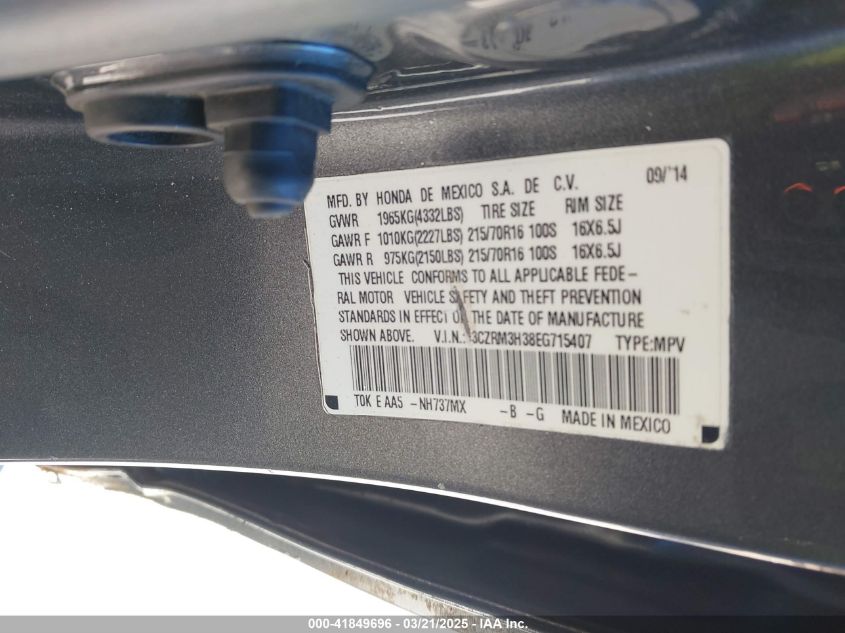 MFD. BY HONDA DE MEXICO S.A. DE C.V. 09/'14
GVWR 1965KG(4332LBS) TIRE SIZE RIM SIZE
GAWR F 1010KG(2227LBS) 215/70R16 100S 16X6.5J
GAWR R 975KG(2150LBS) 215/70R16 100S 16X6.5J
THIS VEHICLE CONFORMS TO ALL APPLICABLE FEDE-
RAL MOTOR VEHICLE SAFETY AND THEFT PREVENTION
STANDARDS IN EFFECT ON THE DATE OF MANUFACTURE
SHOWN ABOVE. V.I.N.: 3CZRM3H38EG715407 TYPE:MPV
TOK E AA5 -NH737MX -B -G MADE IN MEXICO
000-41849696 - 03/21/2025 - IAA Inc.